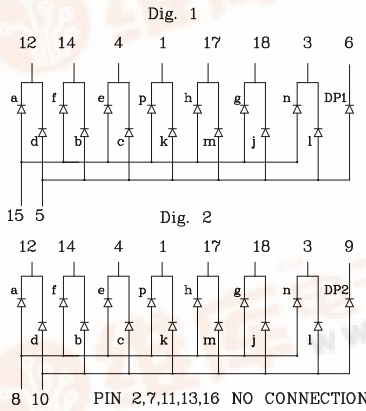 Dig. 1
12 14 4 1 17 18 3 6
a f e p h g n DP1
d b c k m j l
15 5
Dig. 2
12 14 4 1 17 18 3 9
a f e p h g n DP2
d b c k m j l
8 10 PIN 2,7,11,13,16 NO CONNECTION